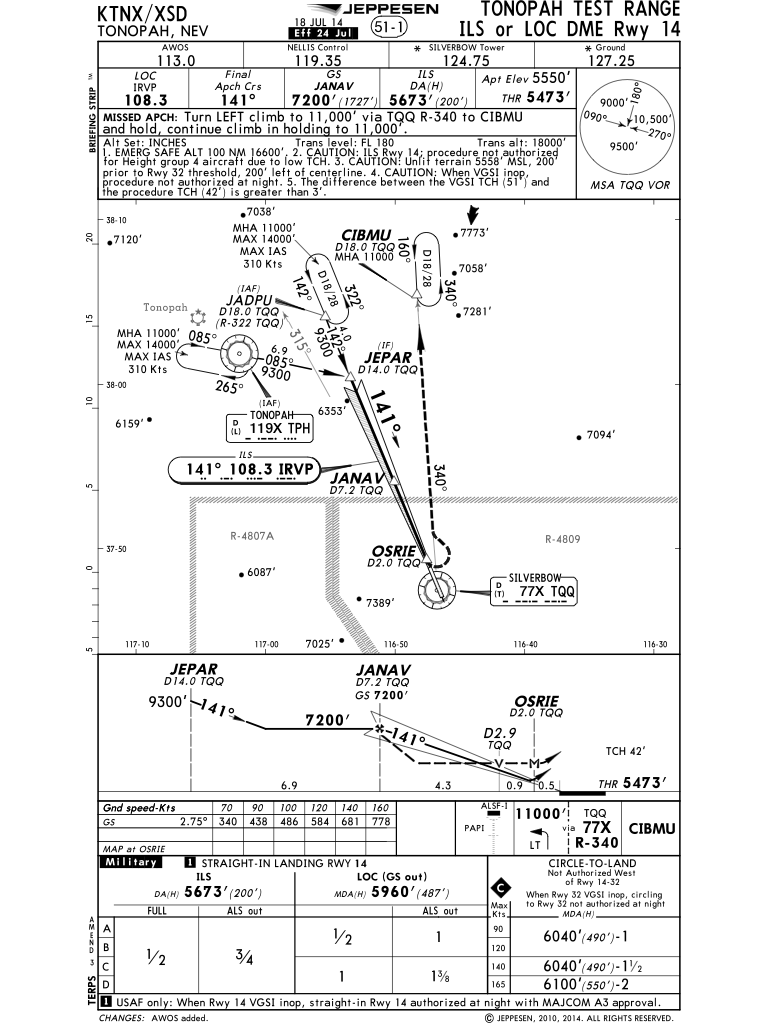 KTNX/XSD
TONOPAH, NEV
JEPPESEN
18 JUL 14
Eff 24 Jul
51-1
TONOPAH TEST RANGE
ILS or LOC DME Rwy 14
BRIEFING STRIP ™
AWOS
113.0
NELLIS Control
119.35
* SILVERBOW Tower
124.75
* Ground
127.25
LOC
IRVP
108.3
Final
Apch Crs
141°
GS
JANAV
7200' (1727')
ILS
DA(H)
5673' (200')
Apt Elev 5550'
THR 5473'
MISSED APCH: Turn LEFT climb to 11,000' via TQQ R-340 to CIBMU
and hold, continue climb in holding to 11,000'.
Alt Set: INCHES Trans level: FL 180 Trans alt: 18000'
1. EMERG SAFE ALT 100 NM 16600'. 2. CAUTION: ILS Rwy 14; procedure not authorized
for Height group 4 aircraft due to low TCH. 3. CAUTION: Unlit terrain 5558' MSL, 200'
prior to Rwy 32 threshold, 200' left of centerline. 4. CAUTION: When VGSI inop,
procedure not authorized at night. 5. The difference between the VGSI TCH (51') and
the procedure TCH (42') is greater than 3'.
9000'
180°
090°
10,500'
270°
9500'
MSA TQQ VOR
38-10
7120'
7038'
MHA 11000'
MAX 14000'
MAX IAS
310 Kts
CIBMU
D18.0 TQQ
MHA 11000
160°
D18/28
340°
7773'
7058'
7281'
142°
D18/28
322°
(IAF)
JADPU
D18.0 TQQ
(R-322 TQQ)
Tonopah
4.0
142°
9300
315°
MHA 11000'
MAX 14000'
MAX IAS
310 Kts
085°
265°
6.9
085°
9300
(IF)
JEPAR
D14.0 TQQ
38-00
(IAF)
TONOPAH
D
(L)
119X TPH
6353'
141°
6159'
7094'
ILS
141° 108.3 IRVP
JANAV
D7.2 TQQ
340°
R-4807A
R-4809
37-50
OSRIE
D2.0 TQQ
6087'
SILVERBOW
D
(T)
77X TQQ
7389'
7025'
20
15
10
5
0
5
117-10
117-00
116-50
116-40
116-30
JEPAR
D14.0 TQQ
9300'
141°
7200'
JANAV
D7.2 TQQ
GS 7200'
141°
OSRIE
D2.0 TQQ
D2.9
TQQ
V
M
TCH 42'
THR 5473'
6.9
4.3
0.9
0.5
Gnd speed-Kts 70 90 100 120 140 160
GS 2.75° 340 438 486 584 681 778
MAP at OSRIE
ALSF-I
PAPI
11000'
LT
via
TQQ
77X
R-340
CIBMU
Military
1 STRAIGHT-IN LANDING RWY 14
ILS
DA(H) 5673' (200')
LOC (GS out)
MDA(H) 5960' (487')
FULL
ALS out
ALS out
CIRCLE-TO-LAND
Not Authorized West
of Rwy 14-32
When Rwy 32 VGSI inop, circling
to Rwy 32 not authorized at night
C
Max
Kts
MDA(H)
A
B
C
D
1/2
3/4
1/2
1
1
1 3/8
90
120
6040' (490')-1
140
6040' (490')-1 1/2
165
6100' (550')-2
TERPS AMEND 3
1 USAF only: When Rwy 14 VGSI inop, straight-in Rwy 14 authorized at night with MAJCOM A3 approval.
CHANGES: AWOS added.
© JEPPESEN, 2010, 2014. ALL RIGHTS RESERVED.